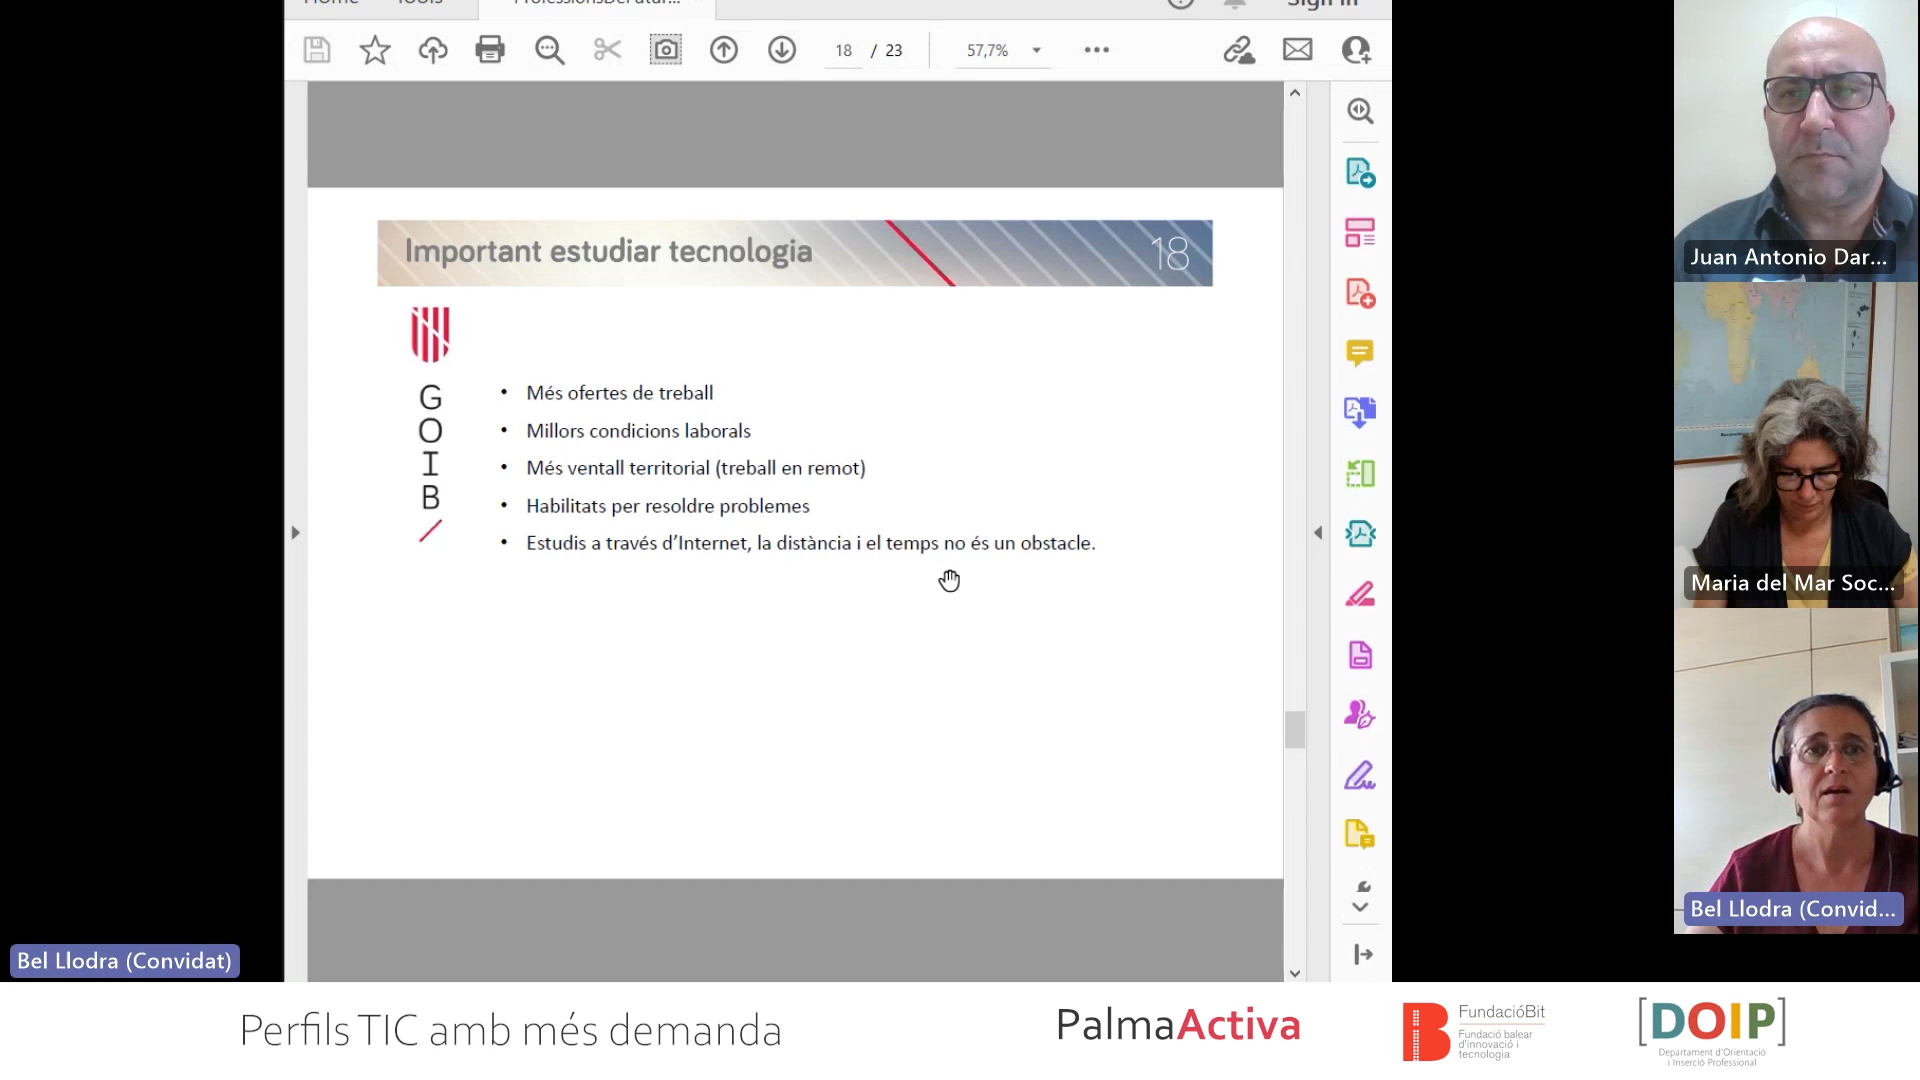 Sign in
18 / 23
57,7%
Important estudiar tecnologia
18
G
O
I
B
• Més ofertes de treball
• Millors condicions laborals
• Més ventall territorial (treball en remot)
• Habilitats per resoldre problemes
• Estudis a través d’Internet, la distància i el temps no és un obstacle.
Juan Antonio Dar...
Maria del Mar Soc...
Bel Llodra (Convid...
Bel Llodra (Convidat)
Perfils TIC amb més demanda
PalmaActiva
FundacióBit
Fundació balear
d'innovació i
tecnologia
[DOIP]
Departament d'Orientació
i Inserció Professional